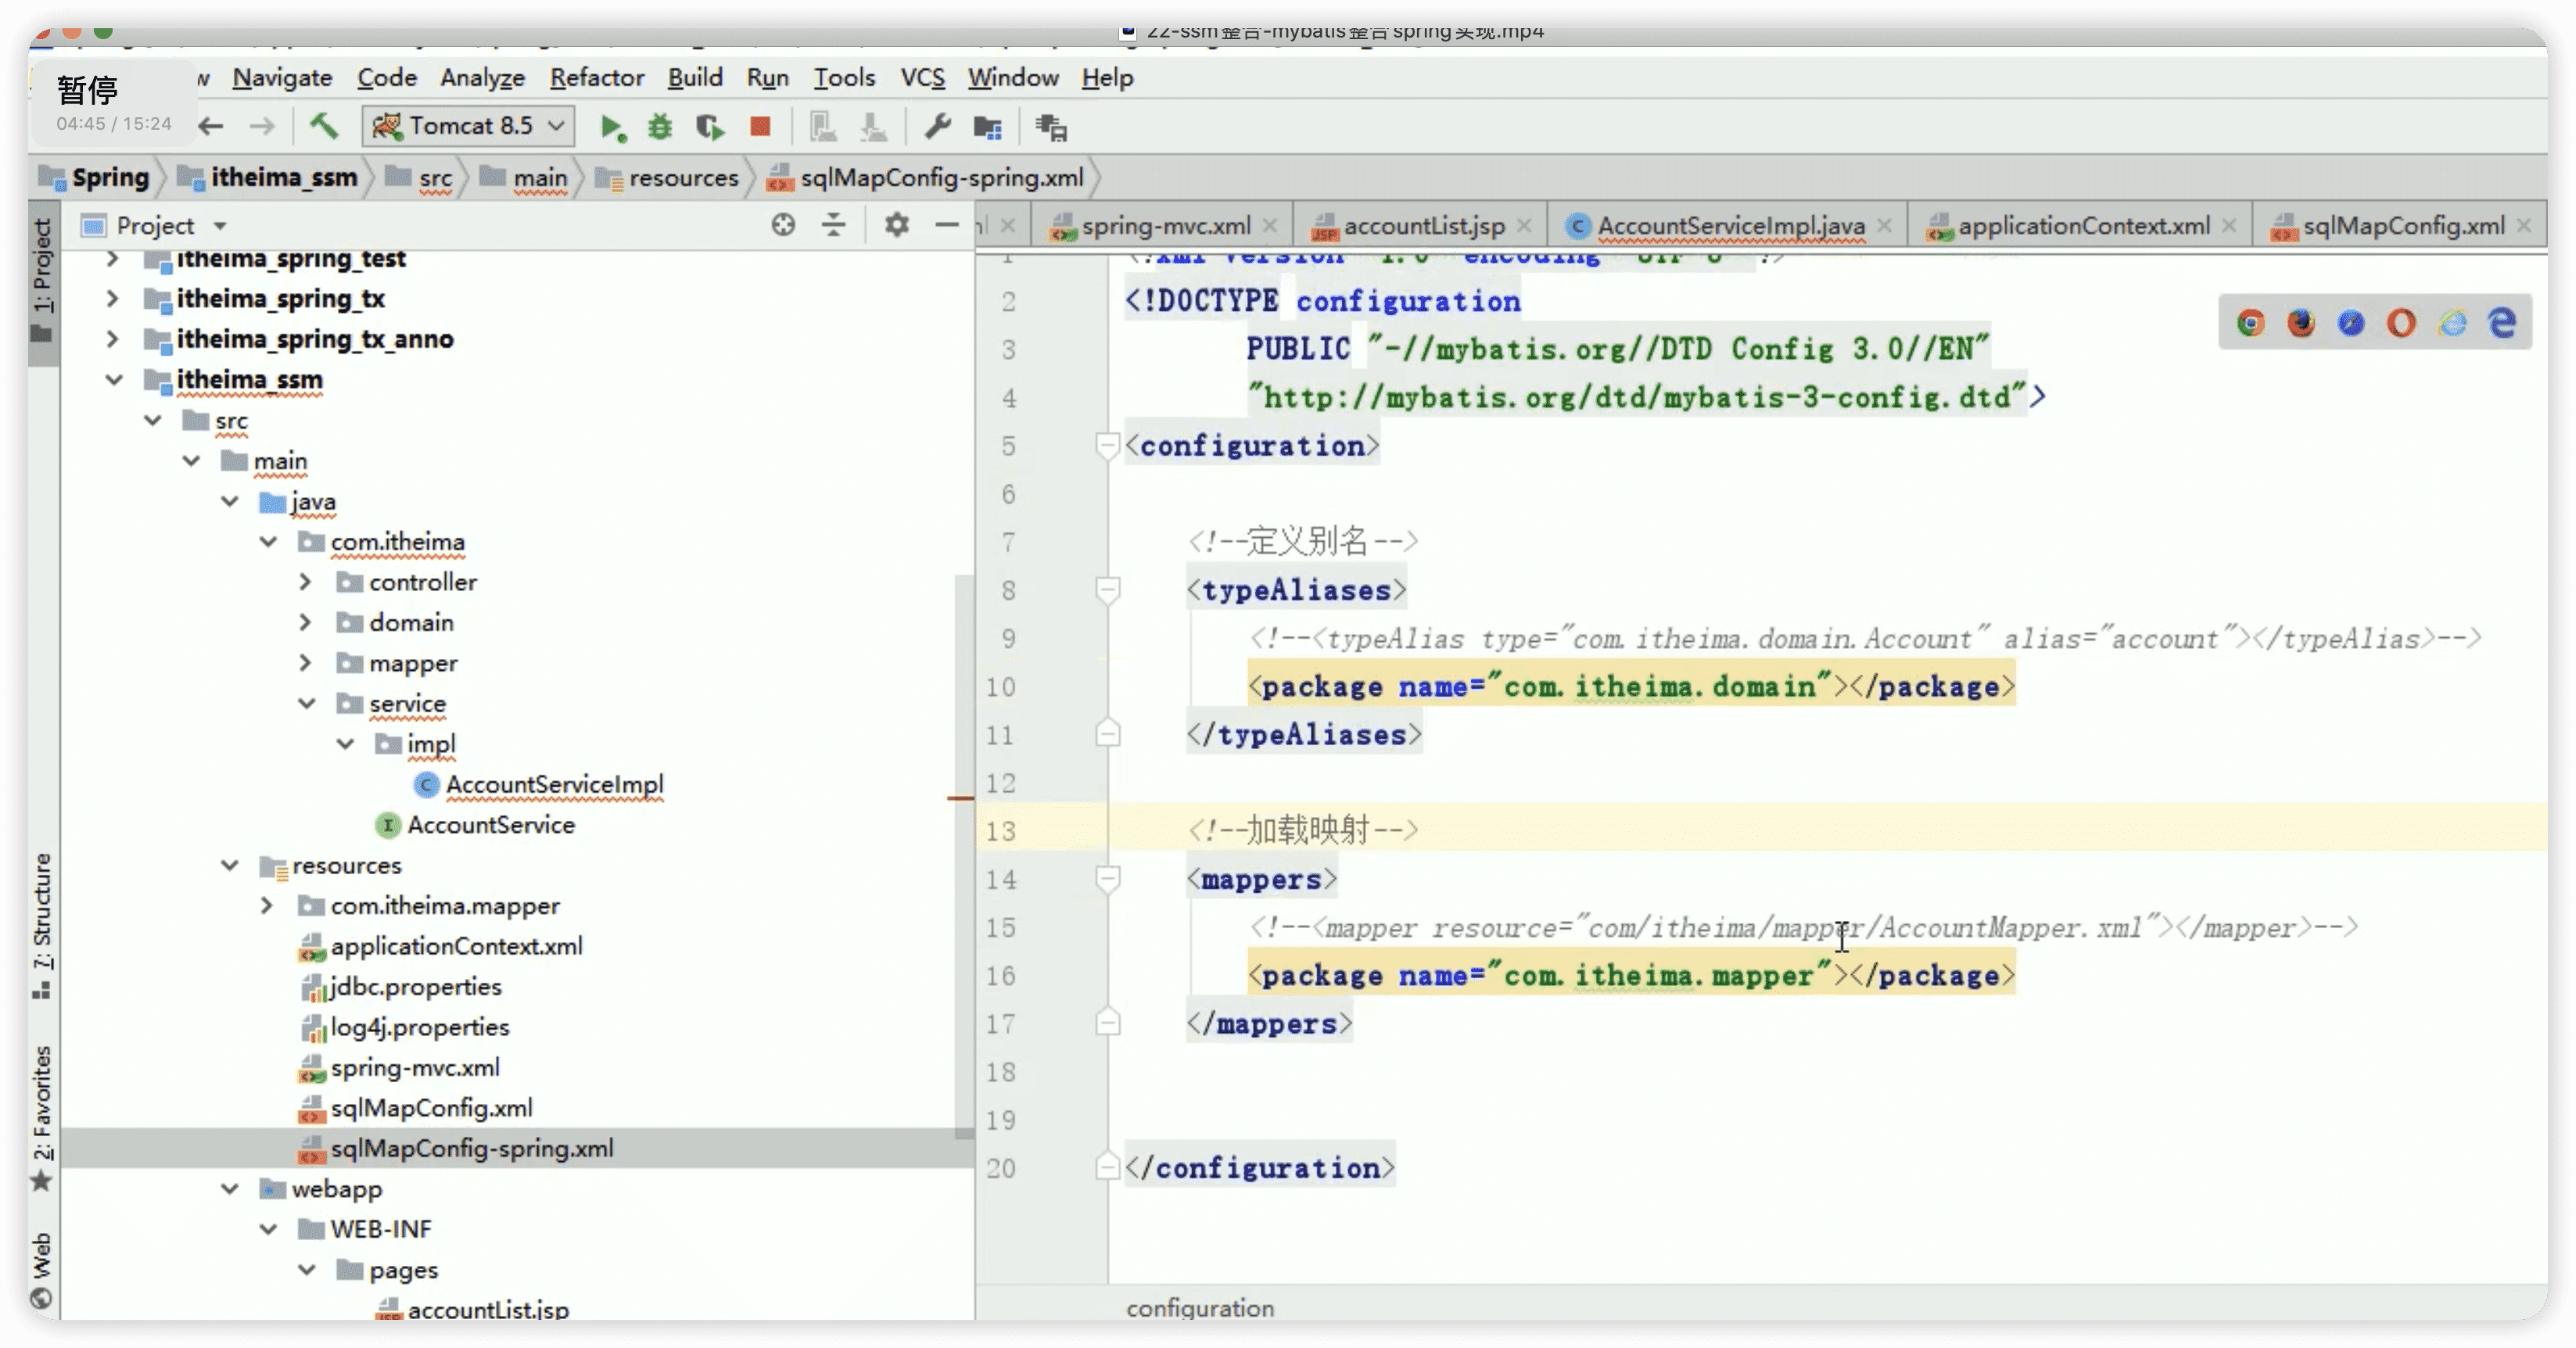 22-ssm整合-mybatis整合spring实现.mp4
暂停
04:45 / 15:24
w Navigate Code Analyze Refactor Build Run Tools VCS Window Help
Tomcat 8.5
Spring itheima_ssm src main resources sqlMapConfig-spring.xml
Project
spring-mvc.xml accountList.jsp AccountServiceImpl.java applicationContext.xml sqlMapConfig.xml
1: Project
7: Structure
2: Favorites
Web
itheima_spring_test
itheima_spring_tx
itheima_spring_tx_anno
itheima_ssm
src
main
java
com.itheima
controller
domain
mapper
service
impl
AccountServiceImpl
AccountService
resources
com.itheima.mapper
applicationContext.xml
jdbc.properties
log4j.properties
spring-mvc.xml
sqlMapConfig.xml
sqlMapConfig-spring.xml
webapp
WEB-INF
pages
accountList.jsp
1 <?xml version="1.0" encoding="UTF-8" ?>
2 <!DOCTYPE configuration
3 PUBLIC "-//mybatis.org//DTD Config 3.0//EN"
4 "http://mybatis.org/dtd/mybatis-3-config.dtd">
5 <configuration>
6
7 <!--定义别名-->
8 <typeAliases>
9 <!--<typeAlias type="com.itheima.domain.Account" alias="account"></typeAlias>-->
10 <package name="com.itheima.domain"></package>
11 </typeAliases>
12
13 <!--加载映射-->
14 <mappers>
15 <!--<mapper resource="com/itheima/mapper/AccountMapper.xml"></mapper>-->
16 <package name="com.itheima.mapper"></package>
17 </mappers>
18
19
20 </configuration>
configuration